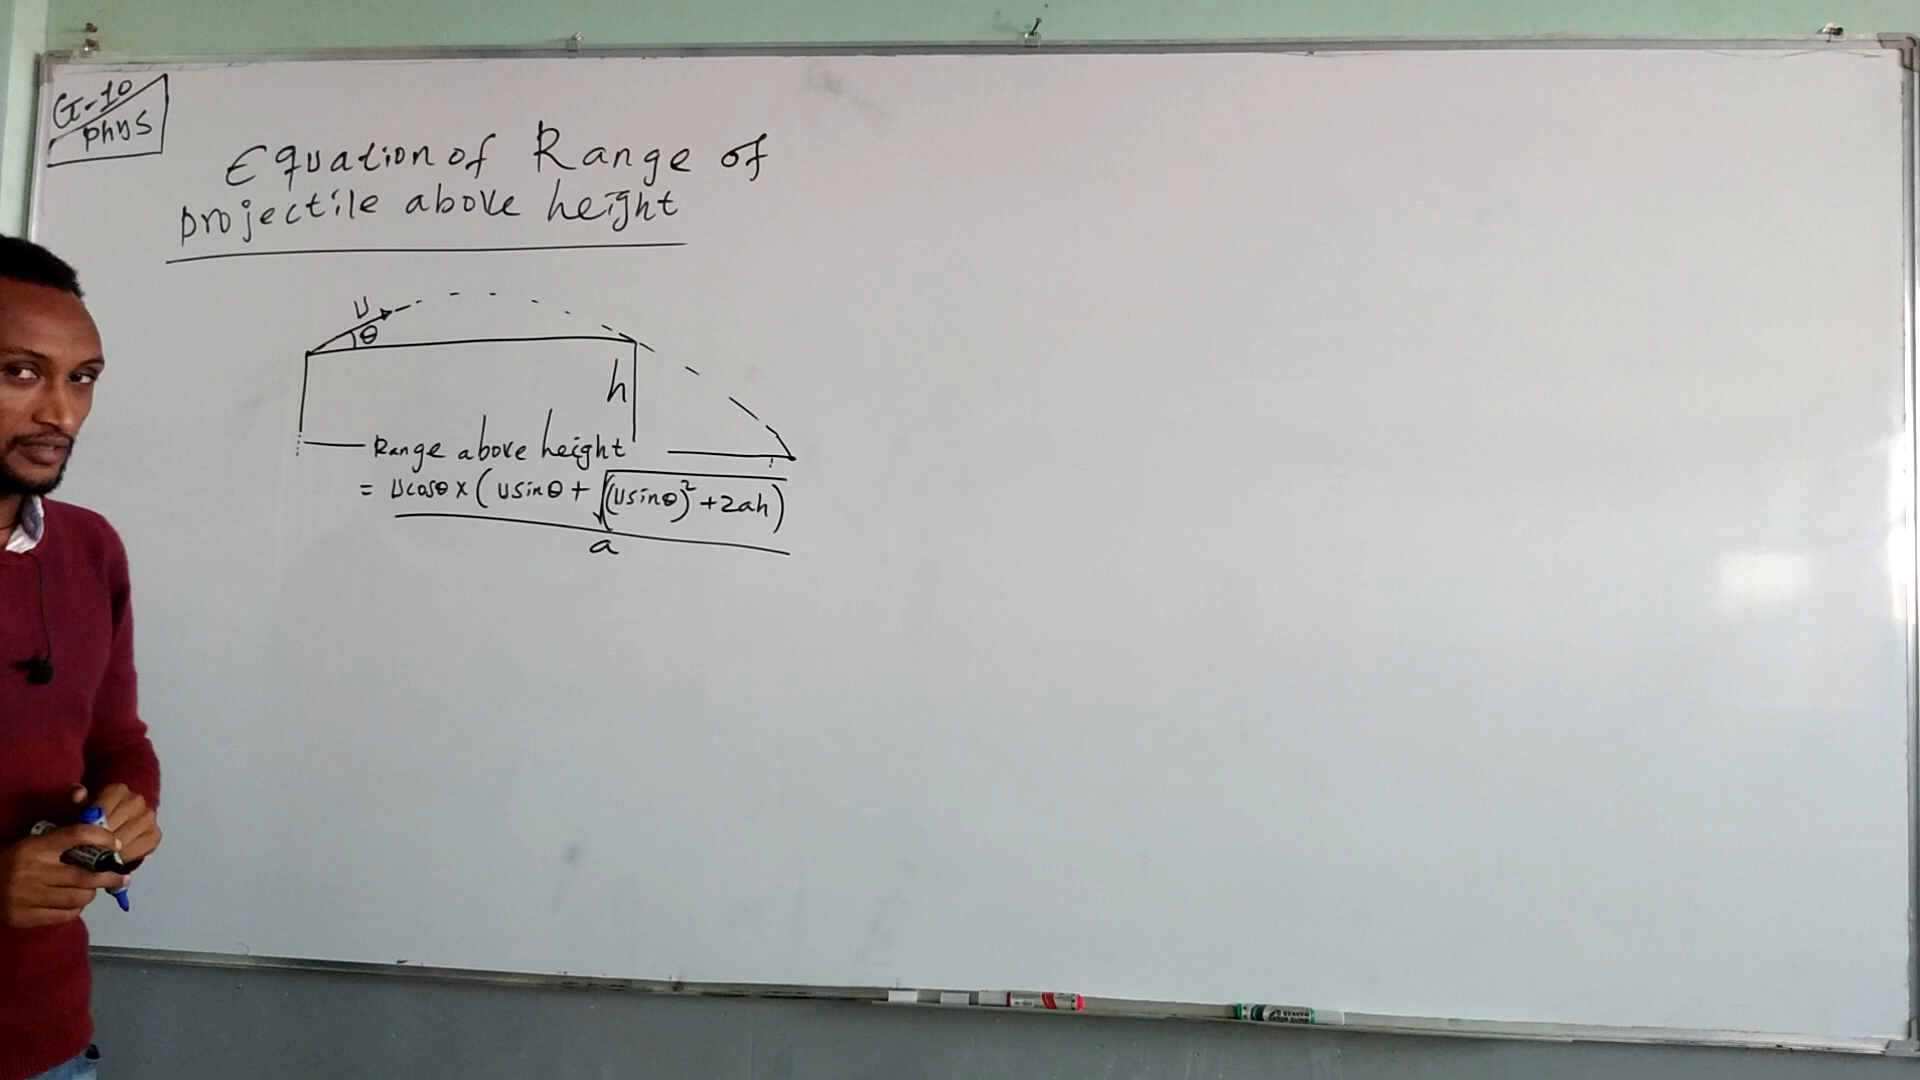 G-10
phys
Equation of Range of
projectile above height
U
θ
h
Range above height
= Ucosθ × (Usinθ + √(Usinθ)² + 2ah)
a